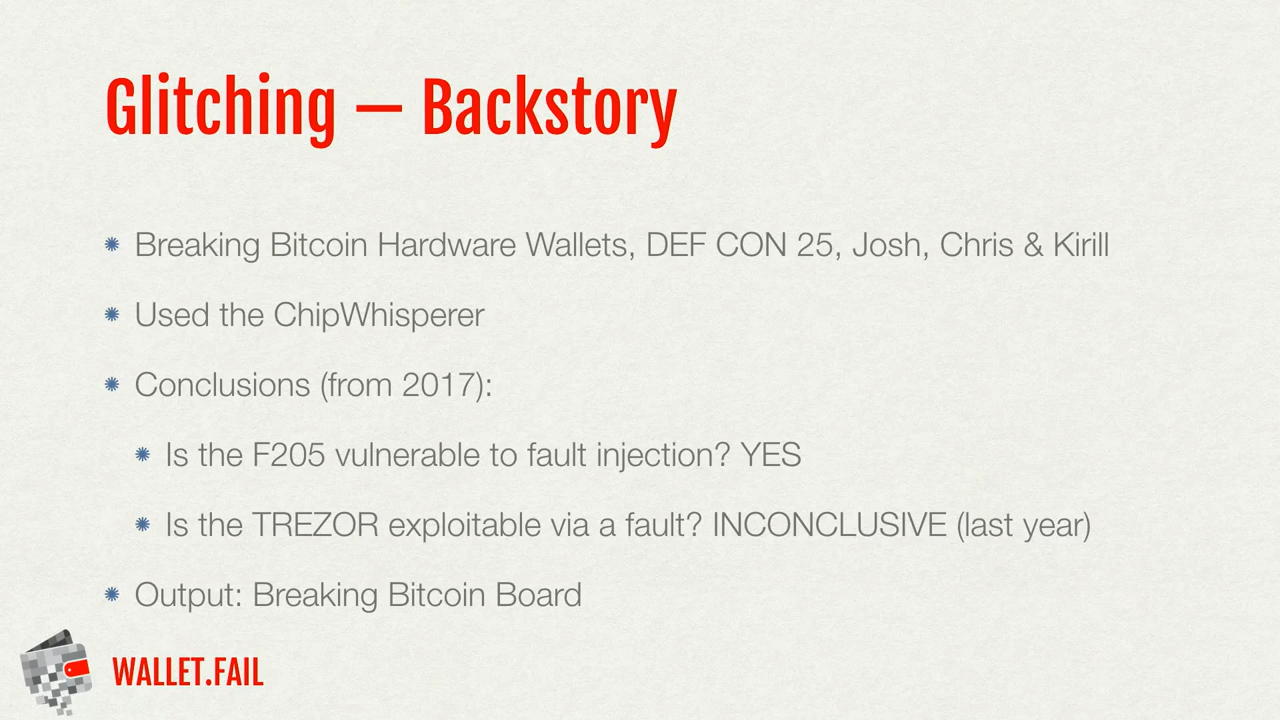 Glitching — Backstory
Breaking Bitcoin Hardware Wallets, DEF CON 25, Josh, Chris & Kirill
Used the ChipWhisperer
Conclusions (from 2017):
Is the F205 vulnerable to fault injection? YES
Is the TREZOR exploitable via a fault? INCONCLUSIVE (last year)
Output: Breaking Bitcoin Board
WALLET.FAIL